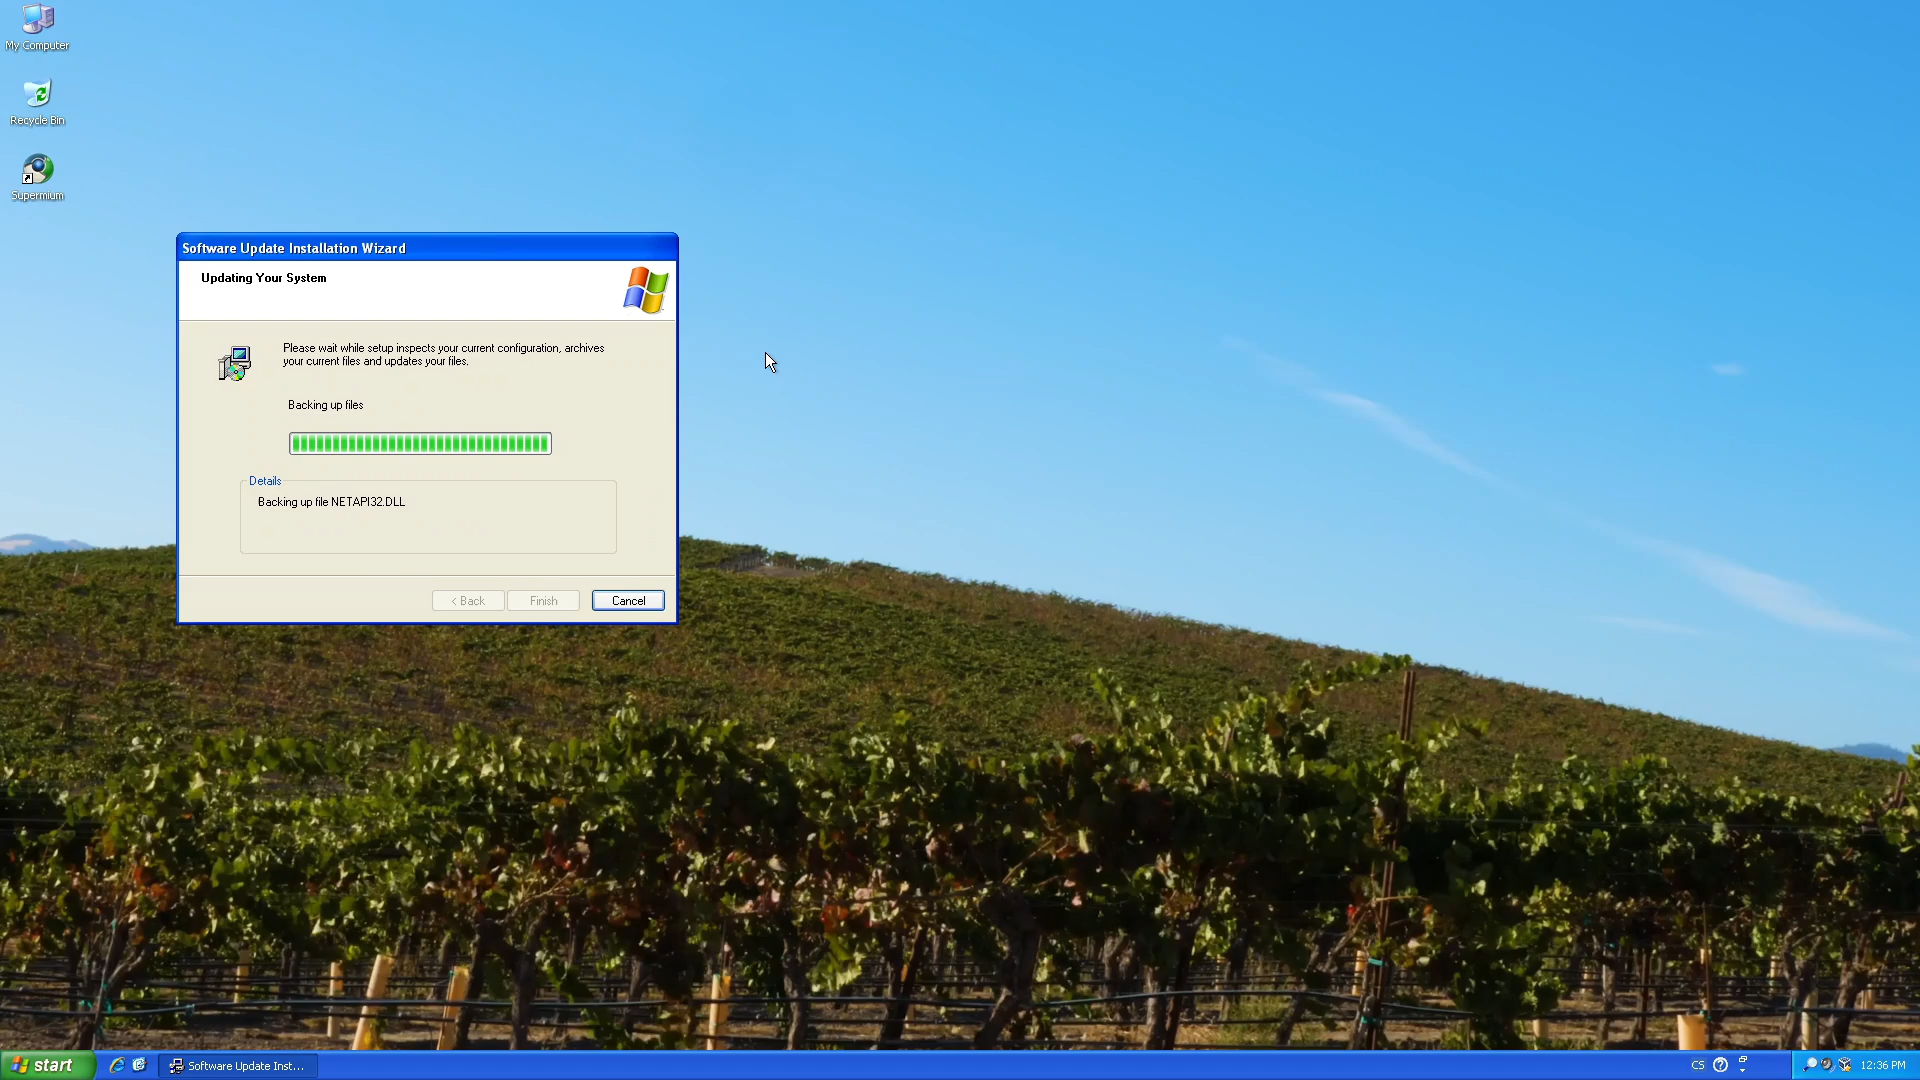 My Computer
Recycle Bin
Supermium
Software Update Installation Wizard
Updating Your System
Please wait while setup inspects your current configuration, archives
your current files and updates your files.
Backing up files
Details
Backing up file NETAPI32.DLL
< Back
Finish
Cancel
start
Software Update Inst...
CS
12:36 PM